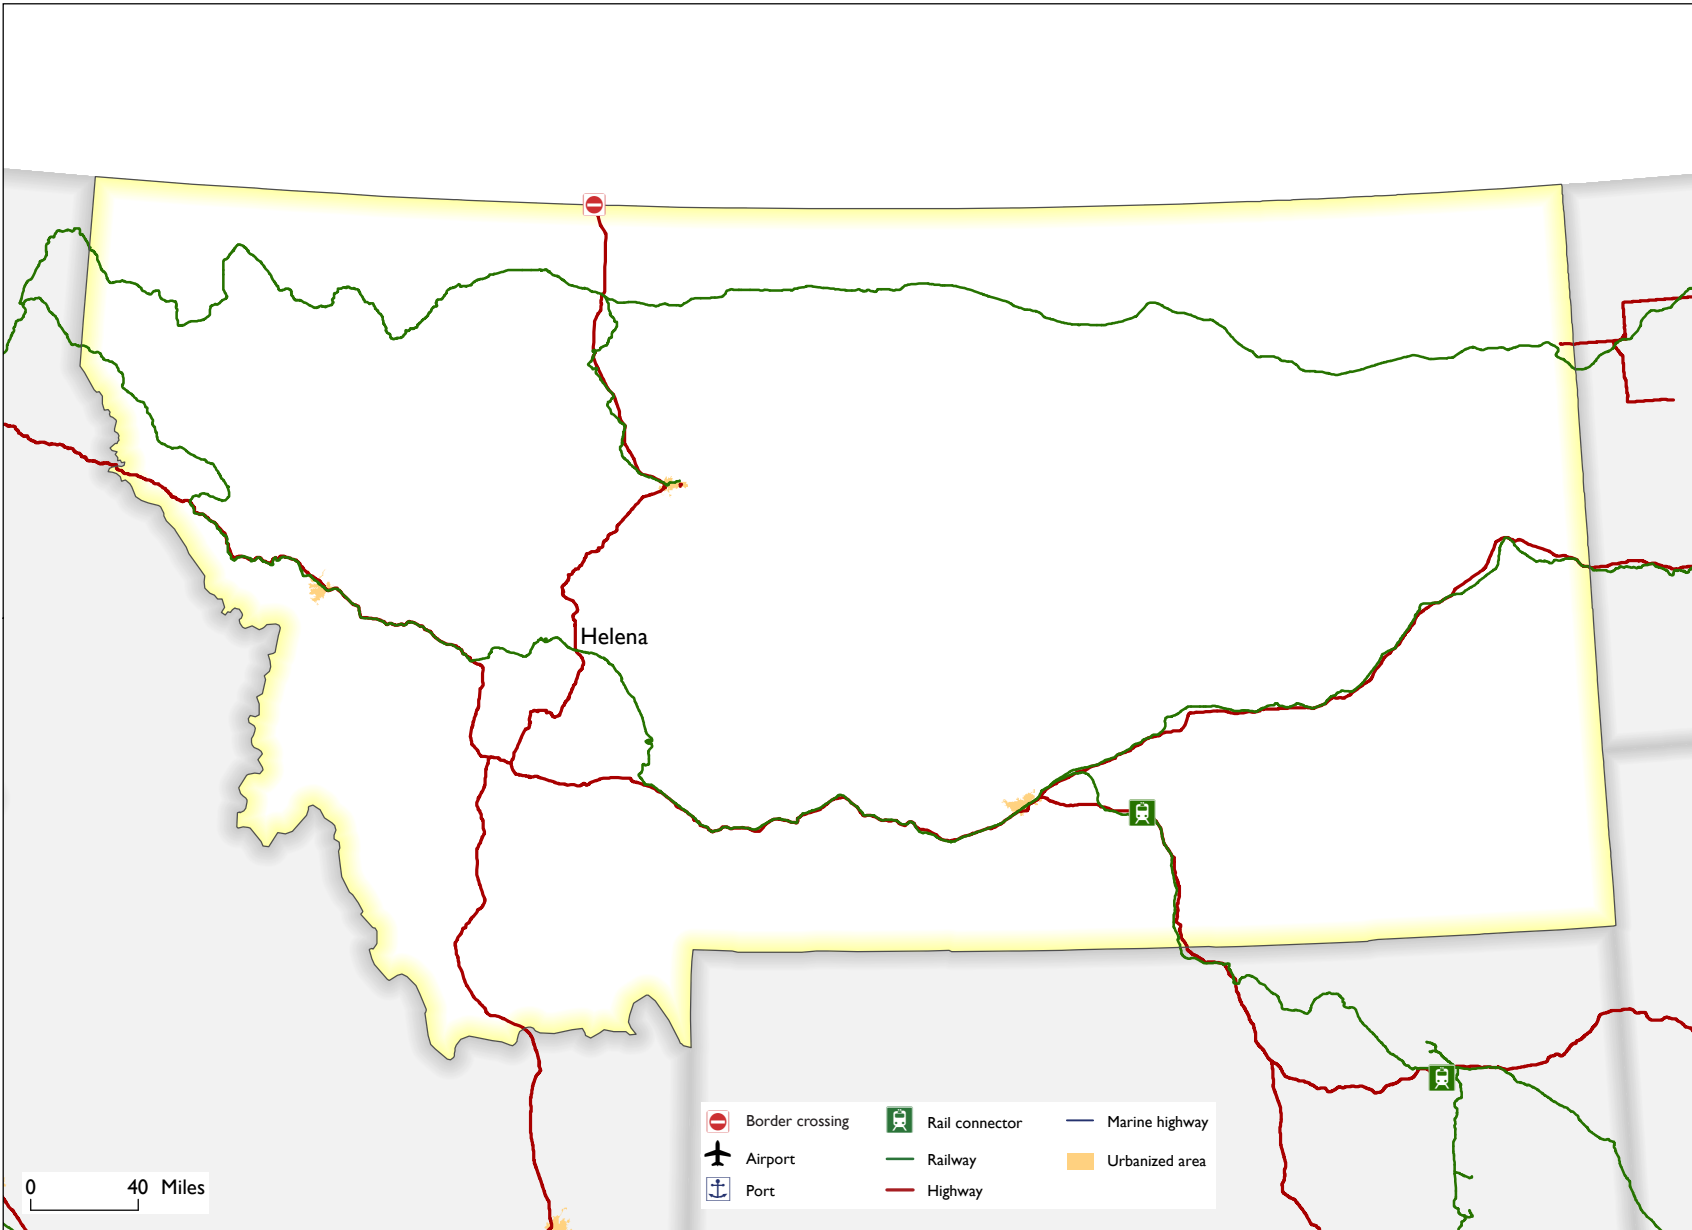 Helena
Border crossing
Rail connector
Marine highway
Airport
Railway
Urbanized area
Port
Highway
0 40 Miles